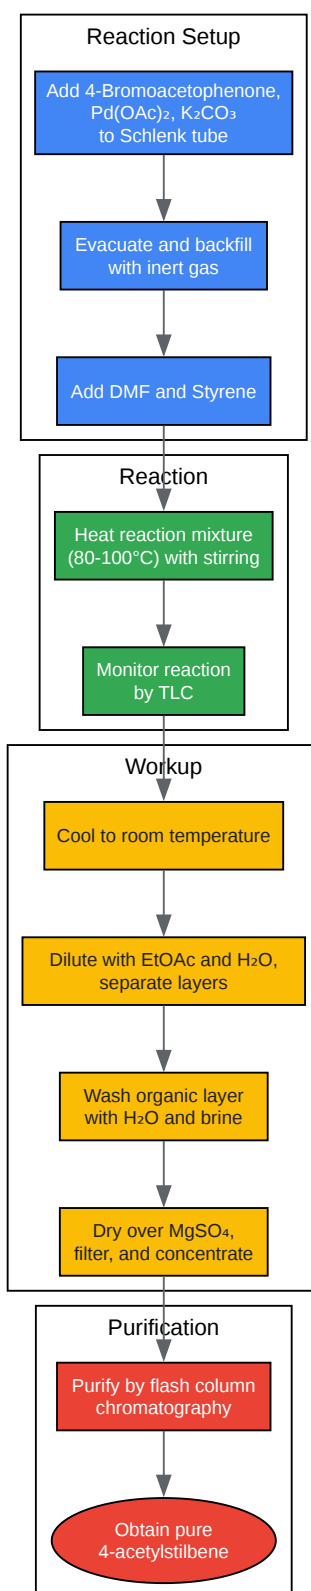 Reaction Setup
Add 4-Bromoacetophenone,
Pd(OAc)₂, K₂CO₃
to Schlenk tube
Evacuate and backfill
with inert gas
Add DMF and Styrene
Reaction
Heat reaction mixture
(80-100°C) with stirring
Monitor reaction
by TLC
Workup
Cool to room temperature
Dilute with EtOAc and H₂O,
separate layers
Wash organic layer
with H₂O and brine
Dry over MgSO₄,
filter, and concentrate
Purification
Purify by flash column
chromatography
Obtain pure
4-acetylstilbene